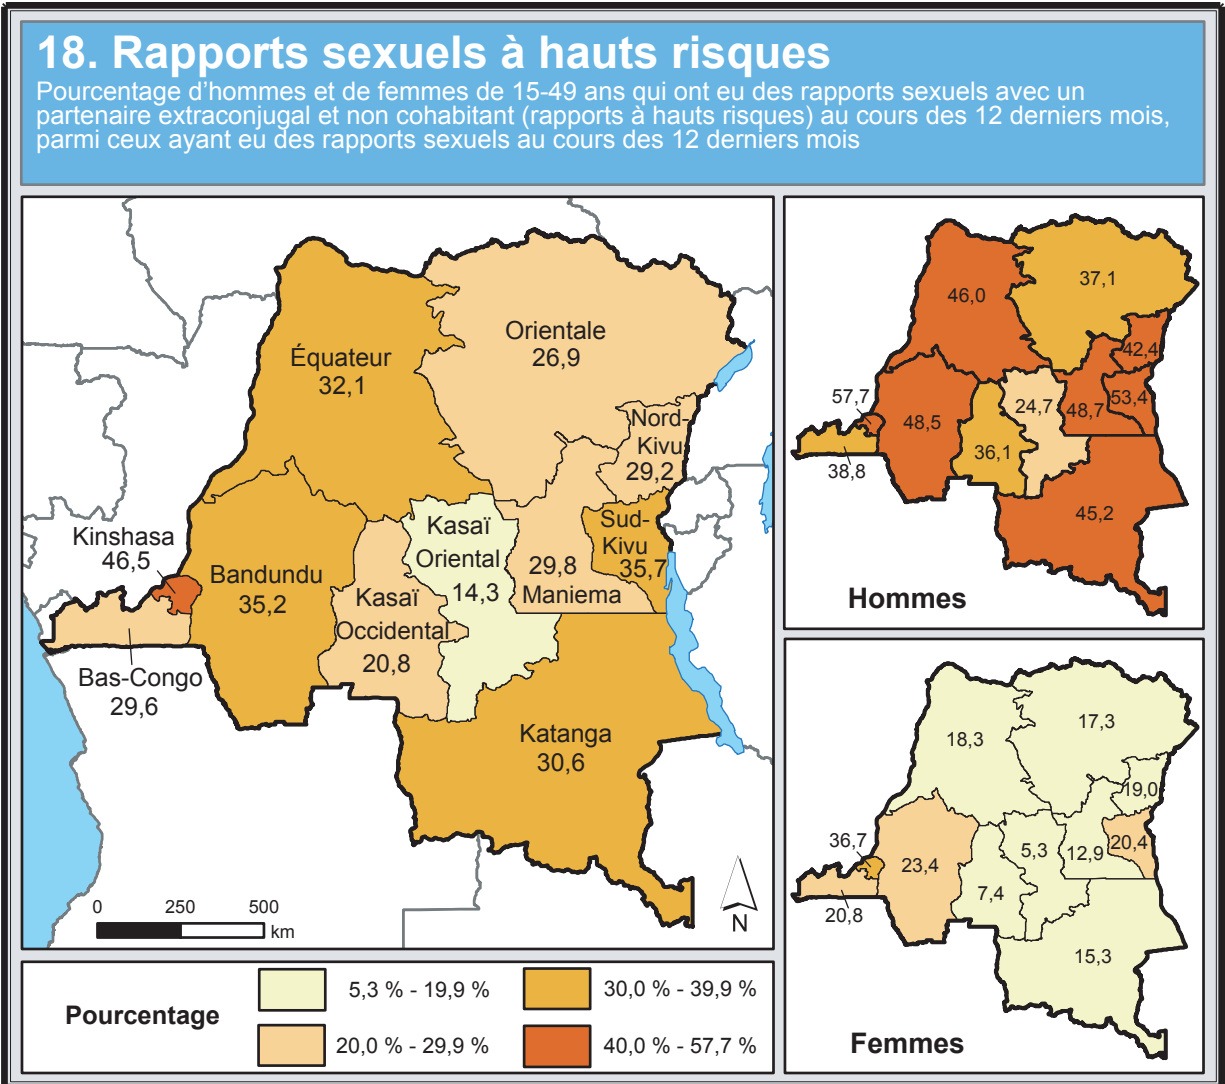 18. Rapports sexuels à hauts risques
Pourcentage d’hommes et de femmes de 15-49 ans qui ont eu des rapports sexuels avec un
partenaire extraconjugal et non cohabitant (rapports à hauts risques) au cours des 12 derniers mois,
parmi ceux ayant eu des rapports sexuels au cours des 12 derniers mois
Équateur
32,1
Orientale
26,9
Nord-
Kivu
29,2
Sud-
Kivu
35,7
29,8
Maniema
Kasaï
Oriental
14,3
Kasaï
Occidental
20,8
Kinshasa
46,5
Bandundu
35,2
Bas-Congo
29,6
Katanga
30,6
0 250 500
km
N
46,0
37,1
42,4
53,4
48,7
24,7
57,7
48,5
36,1
38,8
45,2
Hommes
18,3
17,3
19,0
20,4
12,9
5,3
36,7
23,4
7,4
20,8
15,3
Femmes
Pourcentage
5,3 % - 19,9 %
20,0 % - 29,9 %
30,0 % - 39,9 %
40,0 % - 57,7 %